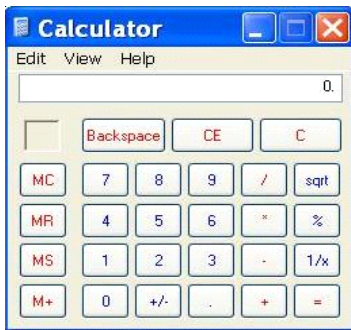 Calculator
Edit View Help
0.
Backspace CE C
MC 7 8 9 / sqrt
MR 4 5 6 * %
MS 1 2 3 - 1/x
M+ 0 +/- . + =